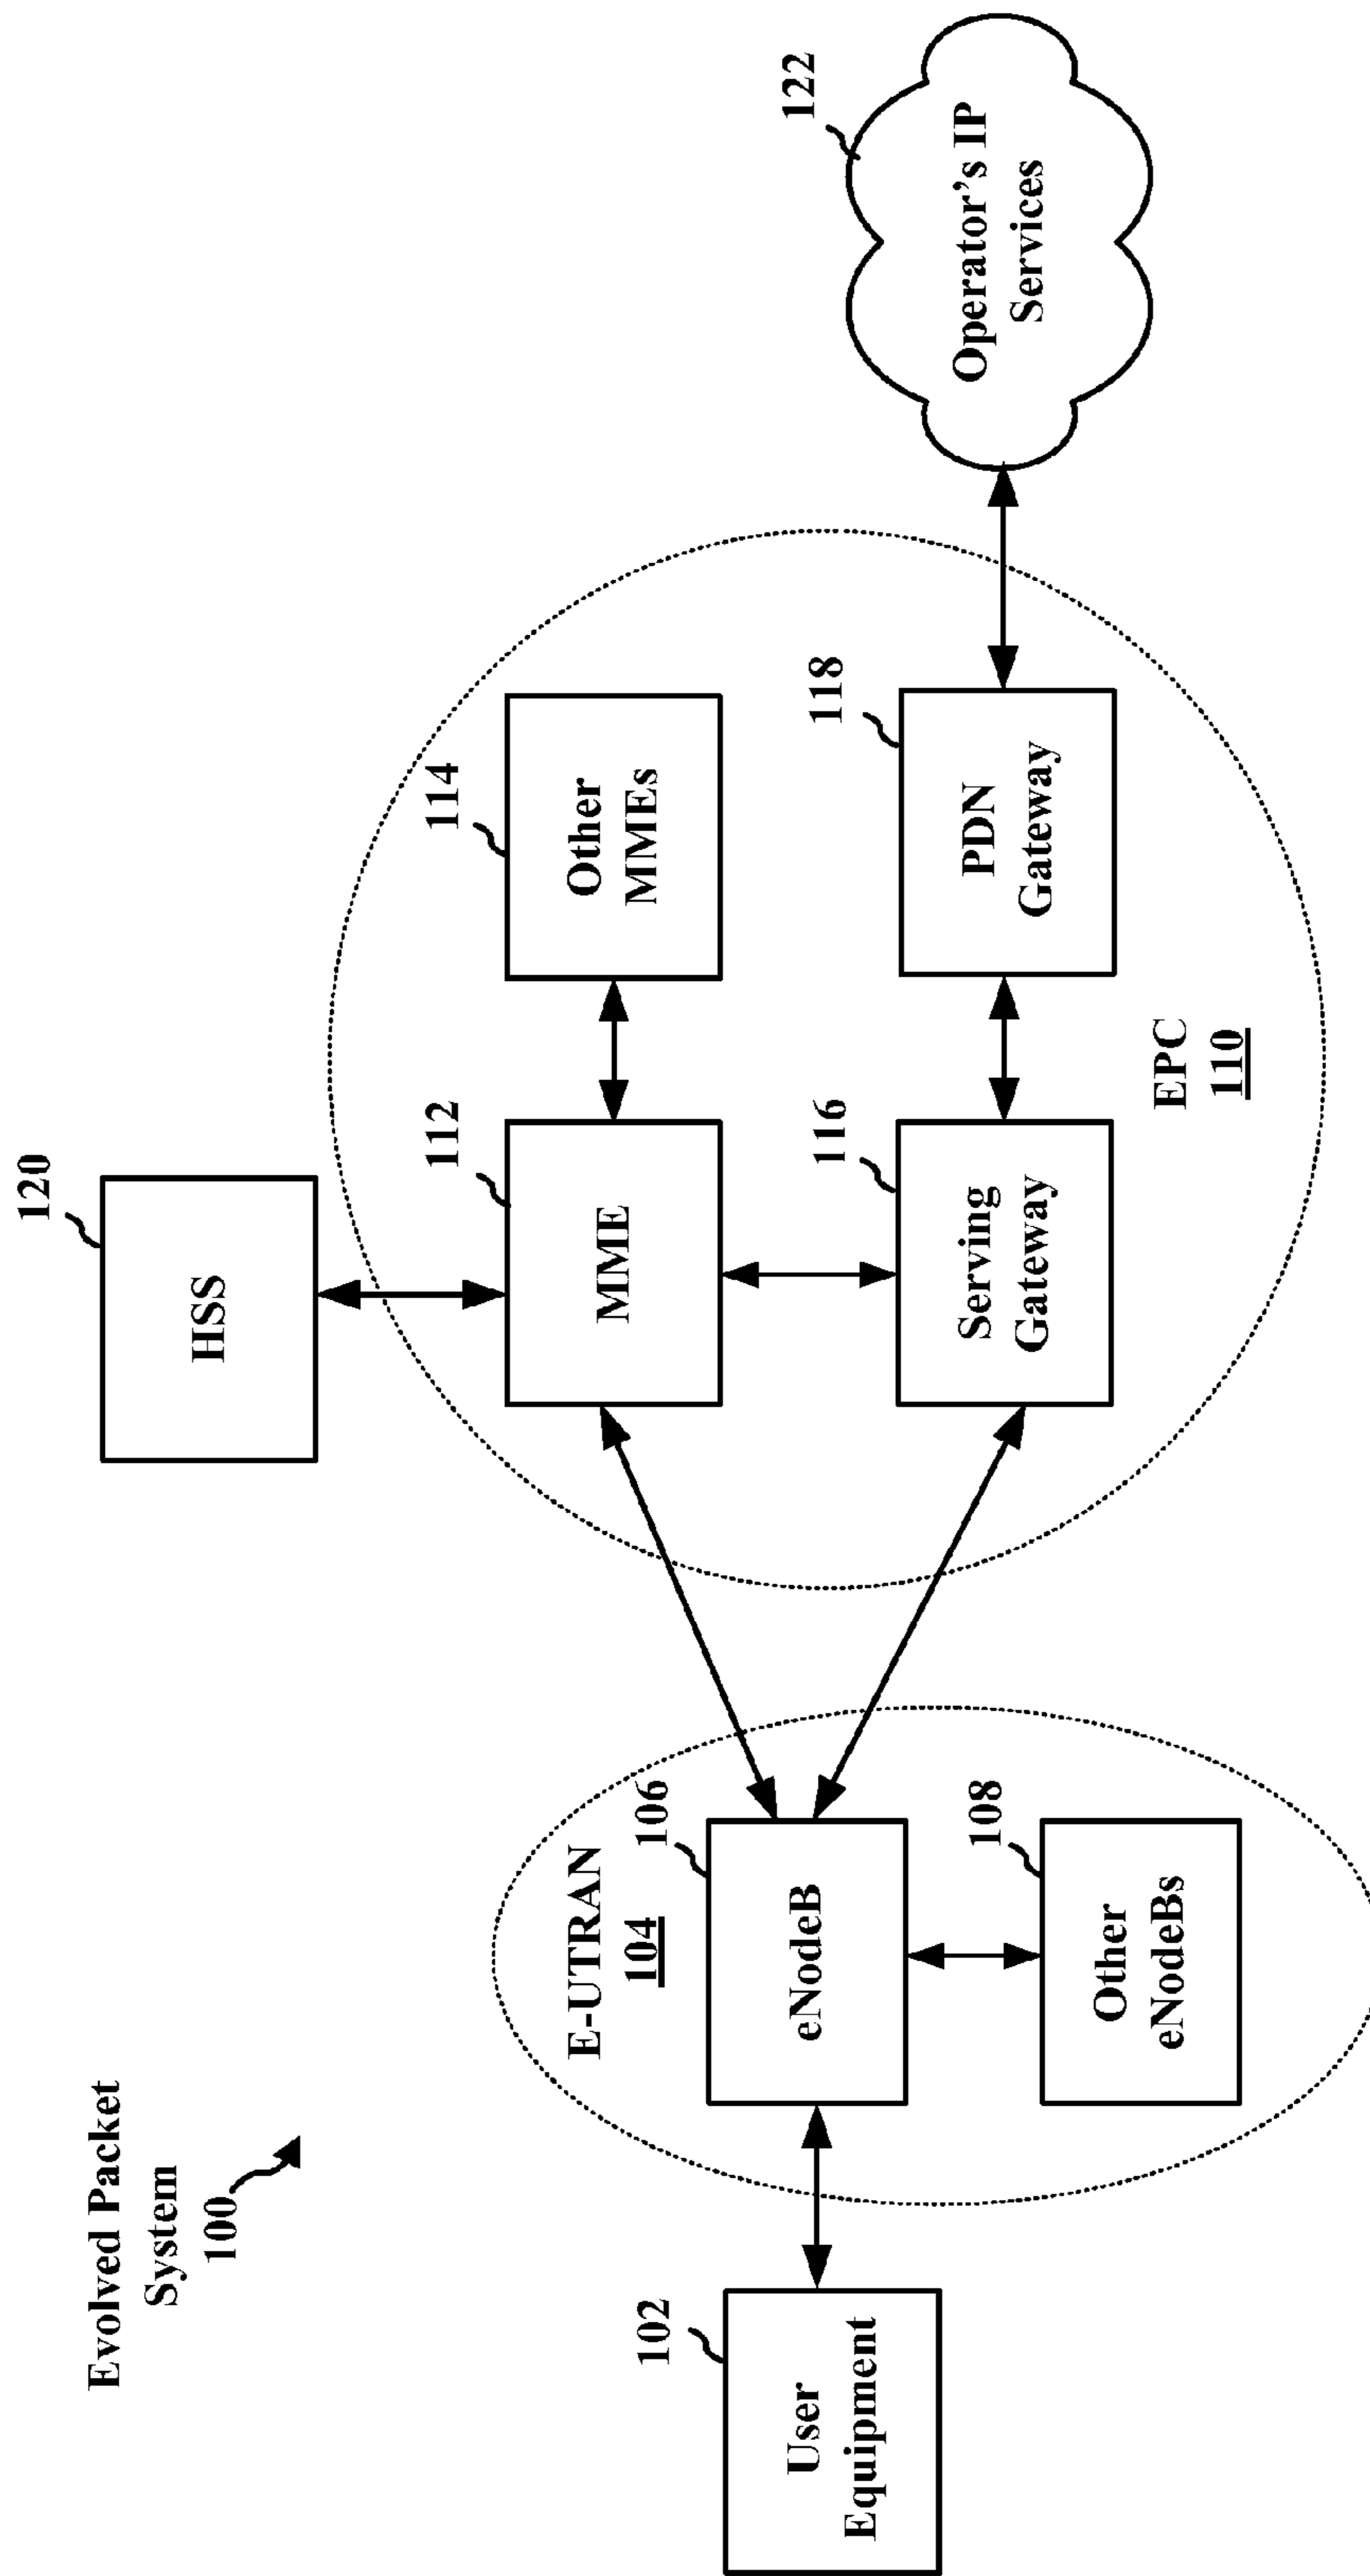 Evolved Packet
System
100
120
HSS
112
MME
114
Other
MMEs
122
Operator's IP
Services
E-UTRAN
104
106
eNodeB
102
User
Equipment
108
Other
eNodeBs
116
Serving
Gateway
118
PDN
Gateway
EPC
110